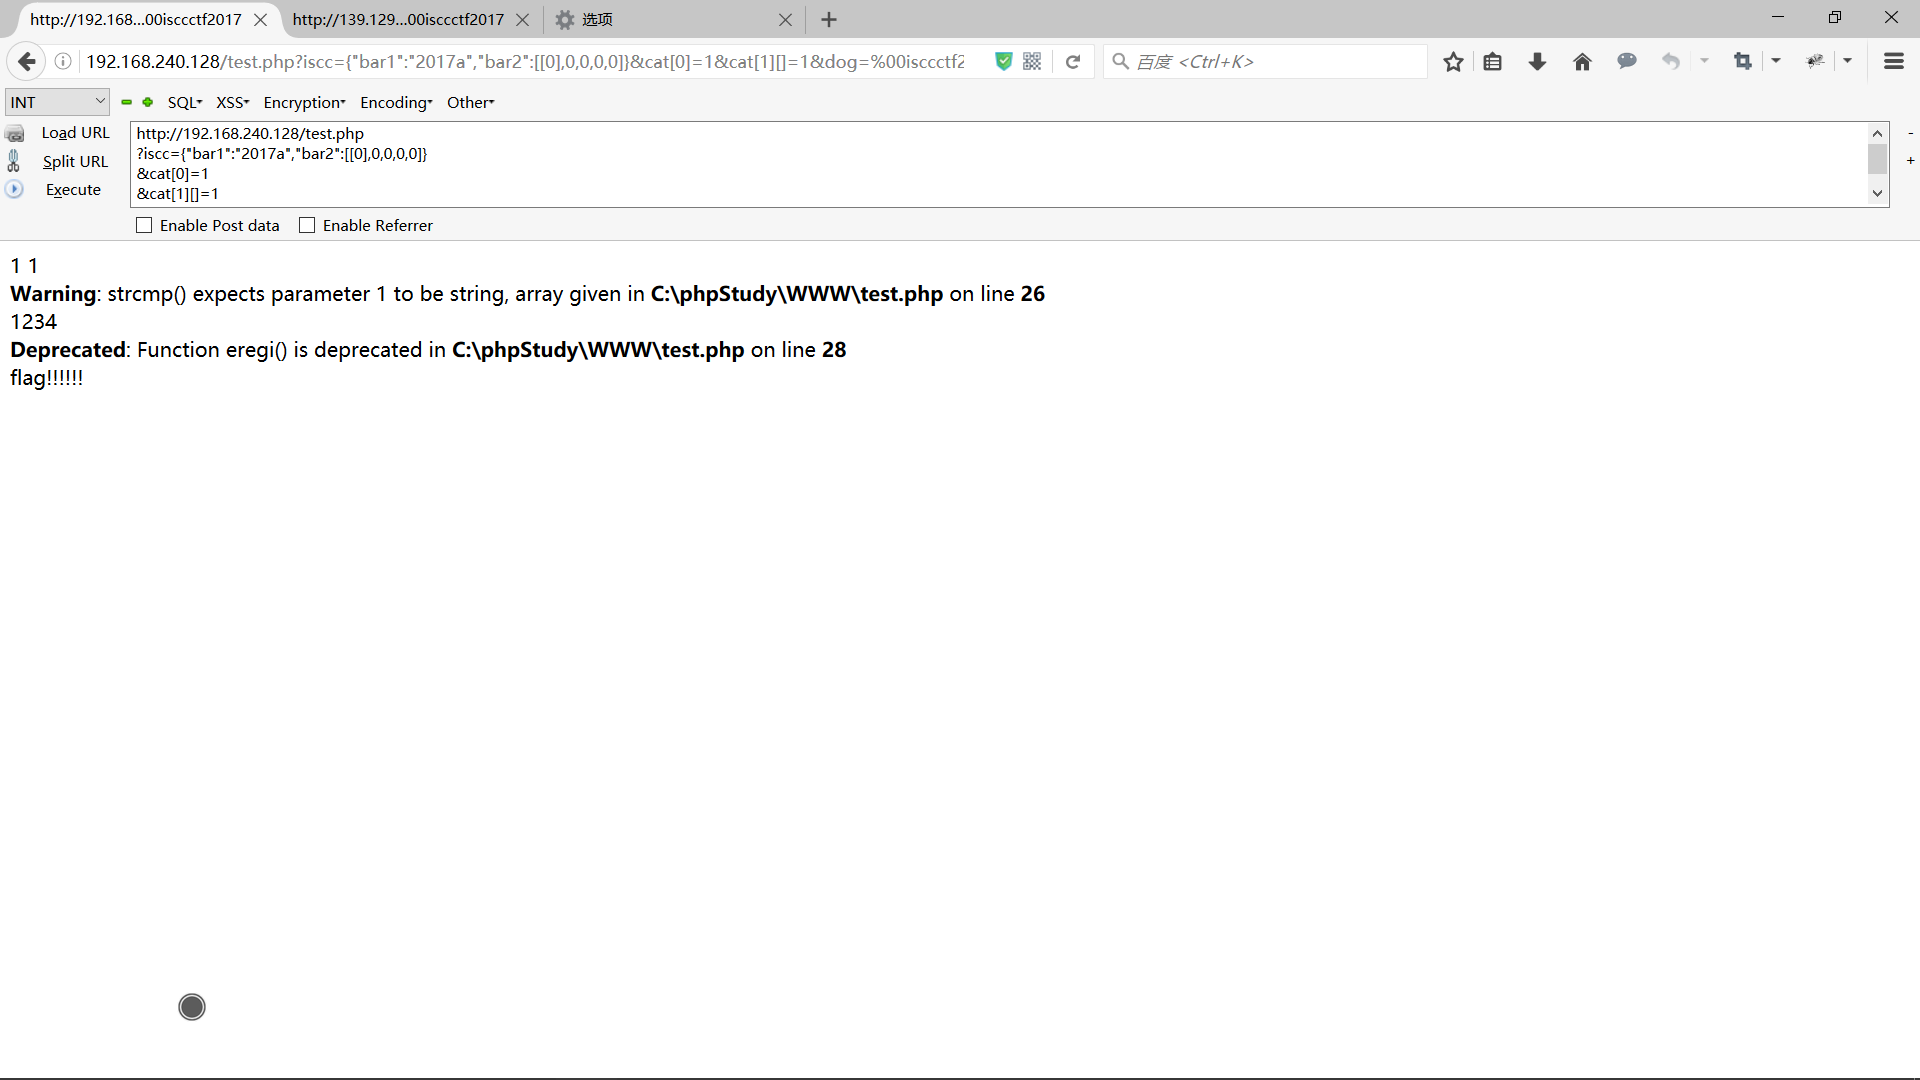 http://192.168...00isccctf2017 http://139.129...00isccctf2017 选项
192.168.240.128/test.php?iscc={"bar1":"2017a","bar2":[[0],0,0,0,0]}&cat[0]=1&cat[1][]=1&dog=%00isccctf2 百度 <Ctrl+K>
INT SQL XSS Encryption Encoding Other
Load URL http://192.168.240.128/test.php -
?iscc={"bar1":"2017a","bar2":[[0],0,0,0,0]}
Split URL +
&cat[0]=1
Execute &cat[1][]=1
Enable Post data Enable Referrer
1 1
Warning: strcmp() expects parameter 1 to be string, array given in C:\phpStudy\WWW\test.php on line 26
1234
Deprecated: Function eregi() is deprecated in C:\phpStudy\WWW\test.php on line 28
flag!!!!!!